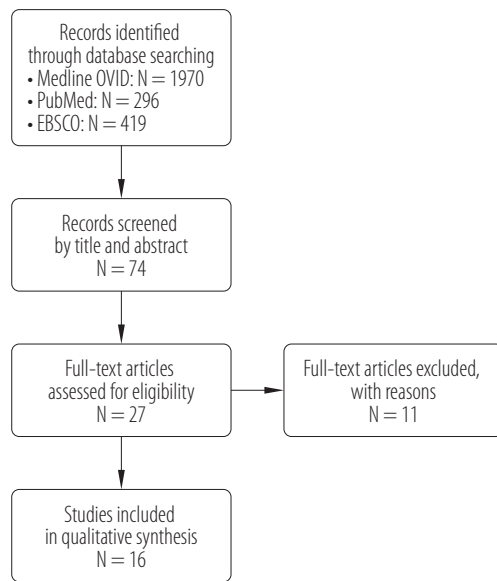 Records identified
through database searching
• Medline OVID: N = 1970
• PubMed: N = 296
• EBSCO: N = 419
Records screened
by title and abstract
N = 74
Full-text articles
assessed for eligibility
N = 27
Full-text articles excluded,
with reasons
N = 11
Studies included
in qualitative synthesis
N = 16